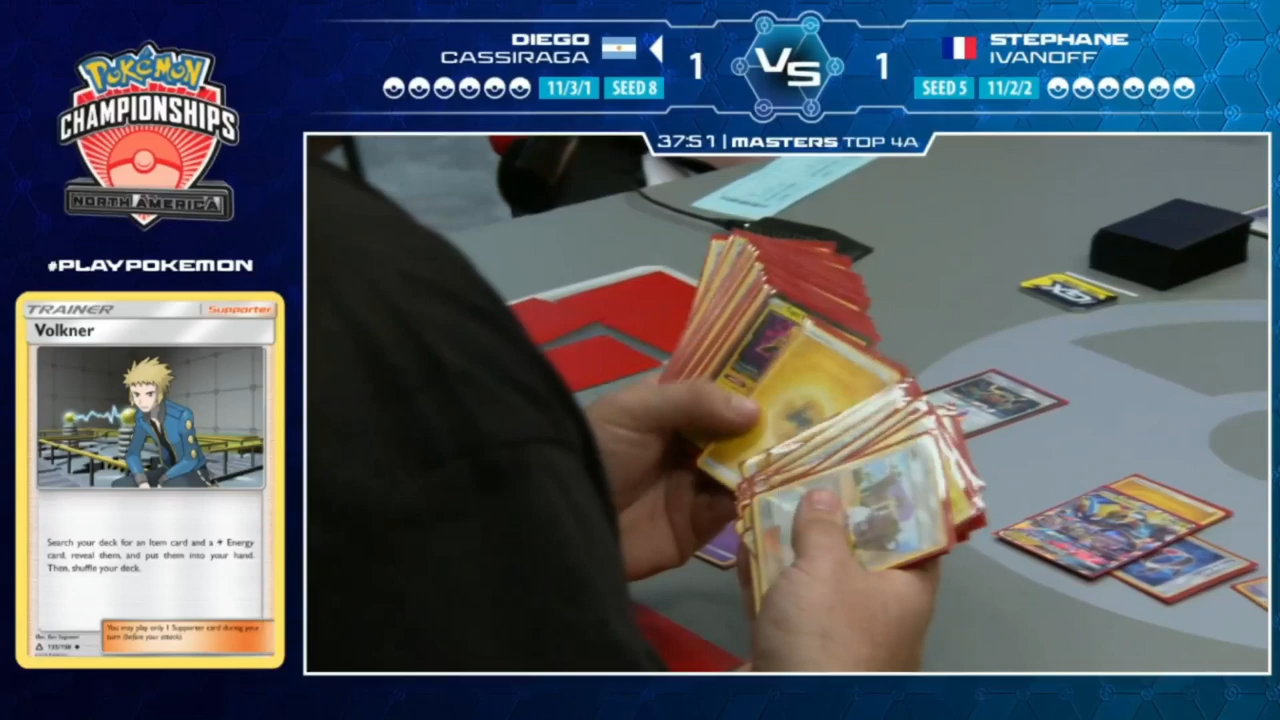 POKéMON
CHAMPIONSHIPS
NORTH AMERICA
#PLAYPOKEMON
DIEGO
CASSIRAGA
1
VS
1
STEPHANE
IVANOFF
11/3/1
SEED 8
SEED 5
11/2/2
37:51 | MASTERS TOP 4A
TRAINER
Supporter
Volkner
Search your deck for an Item card and a Energy
card, reveal them, and put them into your hand.
Then, shuffle your deck.
You may play only 1 Supporter card during your
turn (before your attack).
GX